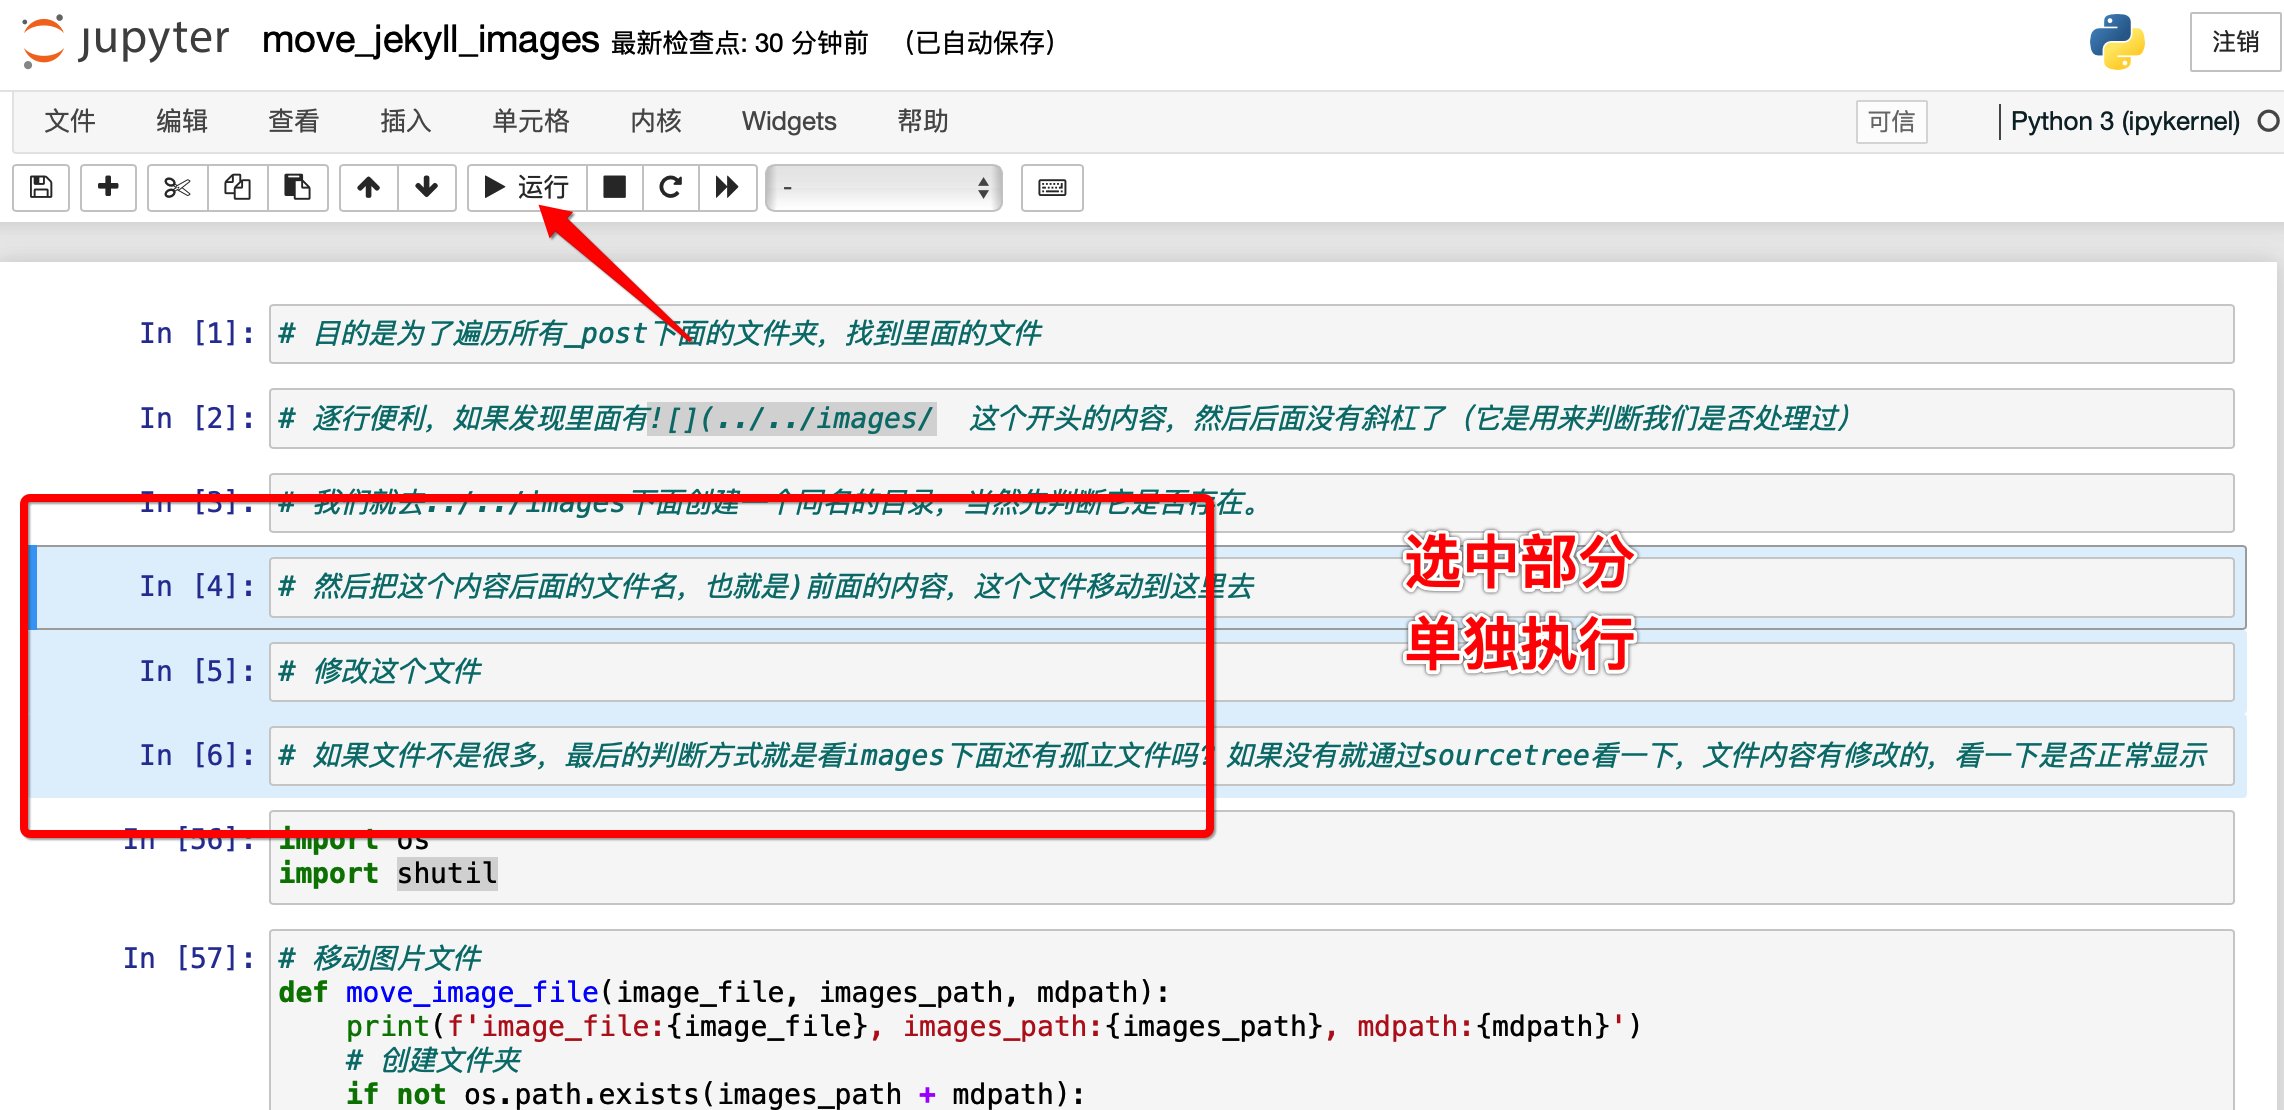 jupyter move_jekyll_images 最新检查点: 30 分钟前 (已自动保存) 注销
文件 编辑 查看 插入 单元格 内核 Widgets 帮助 可信 Python 3 (ipykernel)
运行 -
In [1]: # 目的是为了遍历所有_post下面的文件夹，找到里面的文件
In [2]: # 逐行便利，如果发现里面有![](../../images/  这个开头的内容，然后后面没有斜杠了（它是用来判断我们是否处理过）
In [3]: # 我们就去../../images下面创建一个同名的目录，当然先判断它是否存在。
选中部分
In [4]: # 然后把这个内容后面的文件名，也就是)前面的内容，这个文件移动到这里去
单独执行
In [5]: # 修改这个文件
In [6]: # 如果文件不是很多，最后的判断方式就是看images下面还有孤立文件吗？如果没有就通过sourcetree看一下，文件内容有修改的，看一下是否正常显示
In [56]: import os
import shutil
In [57]: # 移动图片文件
def move_image_file(image_file, images_path, mdpath):
print(f'image_file:{image_file}, images_path:{images_path}, mdpath:{mdpath}')
# 创建文件夹
if not os.path.exists(images_path + mdpath):